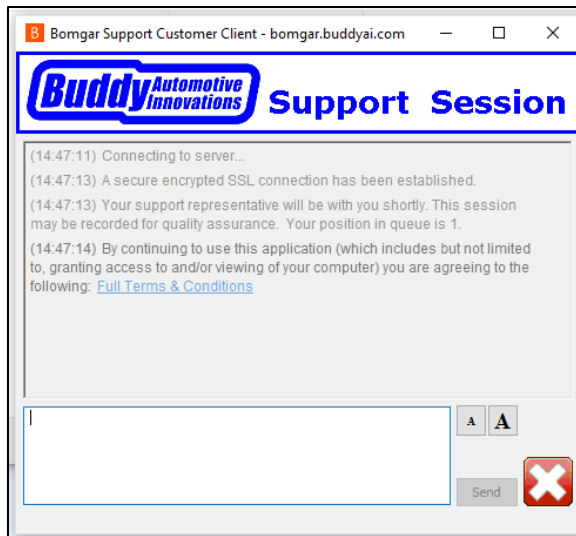 B Bomgar Support Customer Client - bomgar.buddyai.com
Buddy Automotive Innovations Support Session
(14:47:11) Connecting to server...
(14:47:13) A secure encrypted SSL connection has been established.
(14:47:13) Your support representative will be with you shortly. This session
may be recorded for quality assurance. Your position in queue is 1.
(14:47:14) By continuing to use this application (which includes but not limited
to, granting access to and/or viewing of your computer) you are agreeing to the
following: Full Terms & Conditions
A A
Send